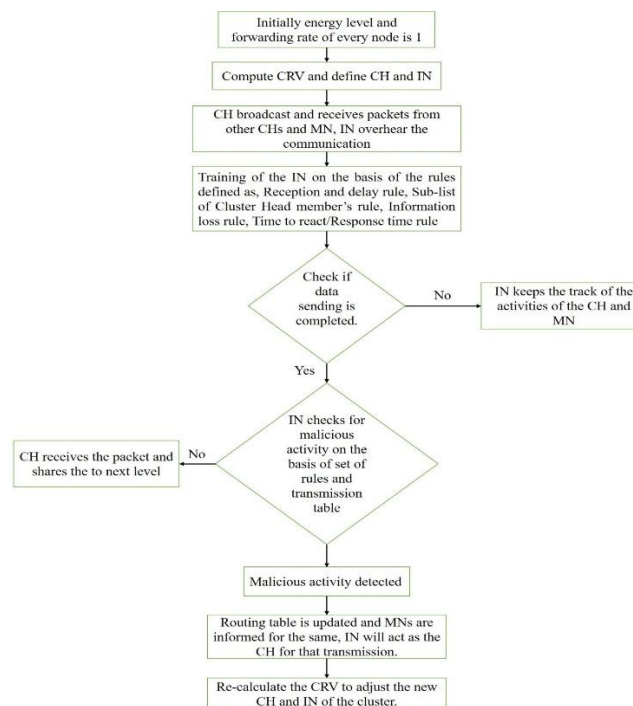 Initially energy level and
forwarding rate of every node is 1
Compute CRV and define CH and IN
CH broadcast and receives packets from
other CHs and MN, IN overhear the
communication
Training of the IN on the basis of the rules
defined as, Reception and delay rule, Sub-list
of Cluster Head member's rule, Information
loss rule, Time to react/Response time rule
Check if
data
sending is
completed.
No
IN keeps the track of the
activities of the CH and
MN
Yes
IN checks for
malicious
activity on the
basis of set of
rules and
transmission
table
No
CH receives the packet and
shares the to next level
Malicious activity detected
Routing table is updated and MNs are
informed for the same, IN will act as the
CH for that transmission.
Re-calculate the CRV to adjust the new
CH and IN of the cluster.